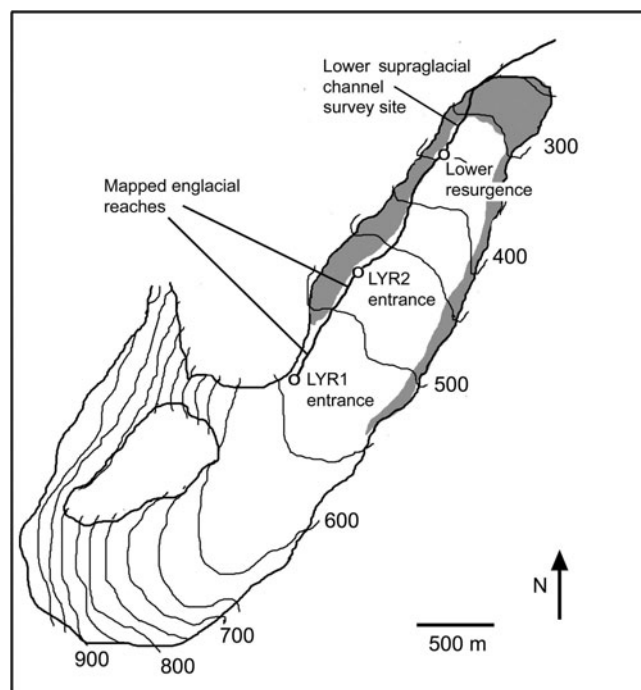 Lower supraglacial
channel
survey site
300
Lower
resurgence
Mapped englacial
reaches
400
LYR2
entrance
LYR1
entrance
500
600
N
700
800
900
500 m